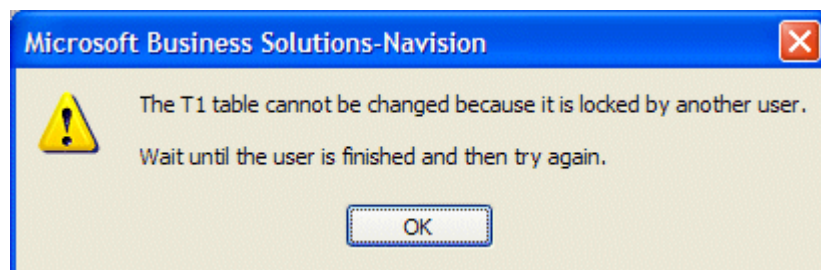 Microsoft Business Solutions-Navision
The T1 table cannot be changed because it is locked by another user.
Wait until the user is finished and then try again.
OK